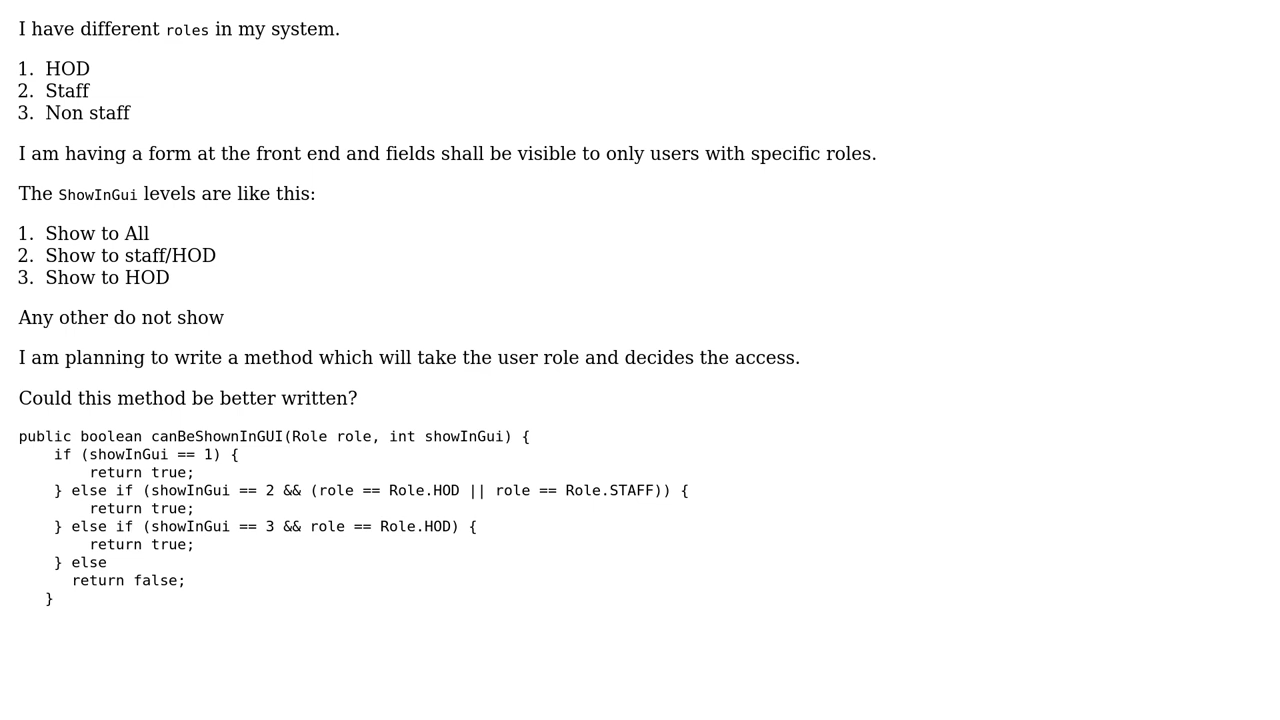 I have different roles in my system.
1. HOD
2. Staff
3. Non staff
I am having a form at the front end and fields shall be visible to only users with specific roles.
The ShowInGui levels are like this:
1. Show to All
2. Show to staff/HOD
3. Show to HOD
Any other do not show
I am planning to write a method which will take the user role and decides the access.
Could this method be better written?
public boolean canBeShownInGUI(Role role, int showInGui) {
    if (showInGui == 1) {
        return true;
    } else if (showInGui == 2 && (role == Role.HOD || role == Role.STAFF)) {
        return true;
    } else if (showInGui == 3 && role == Role.HOD) {
        return true;
    } else
      return false;
   }